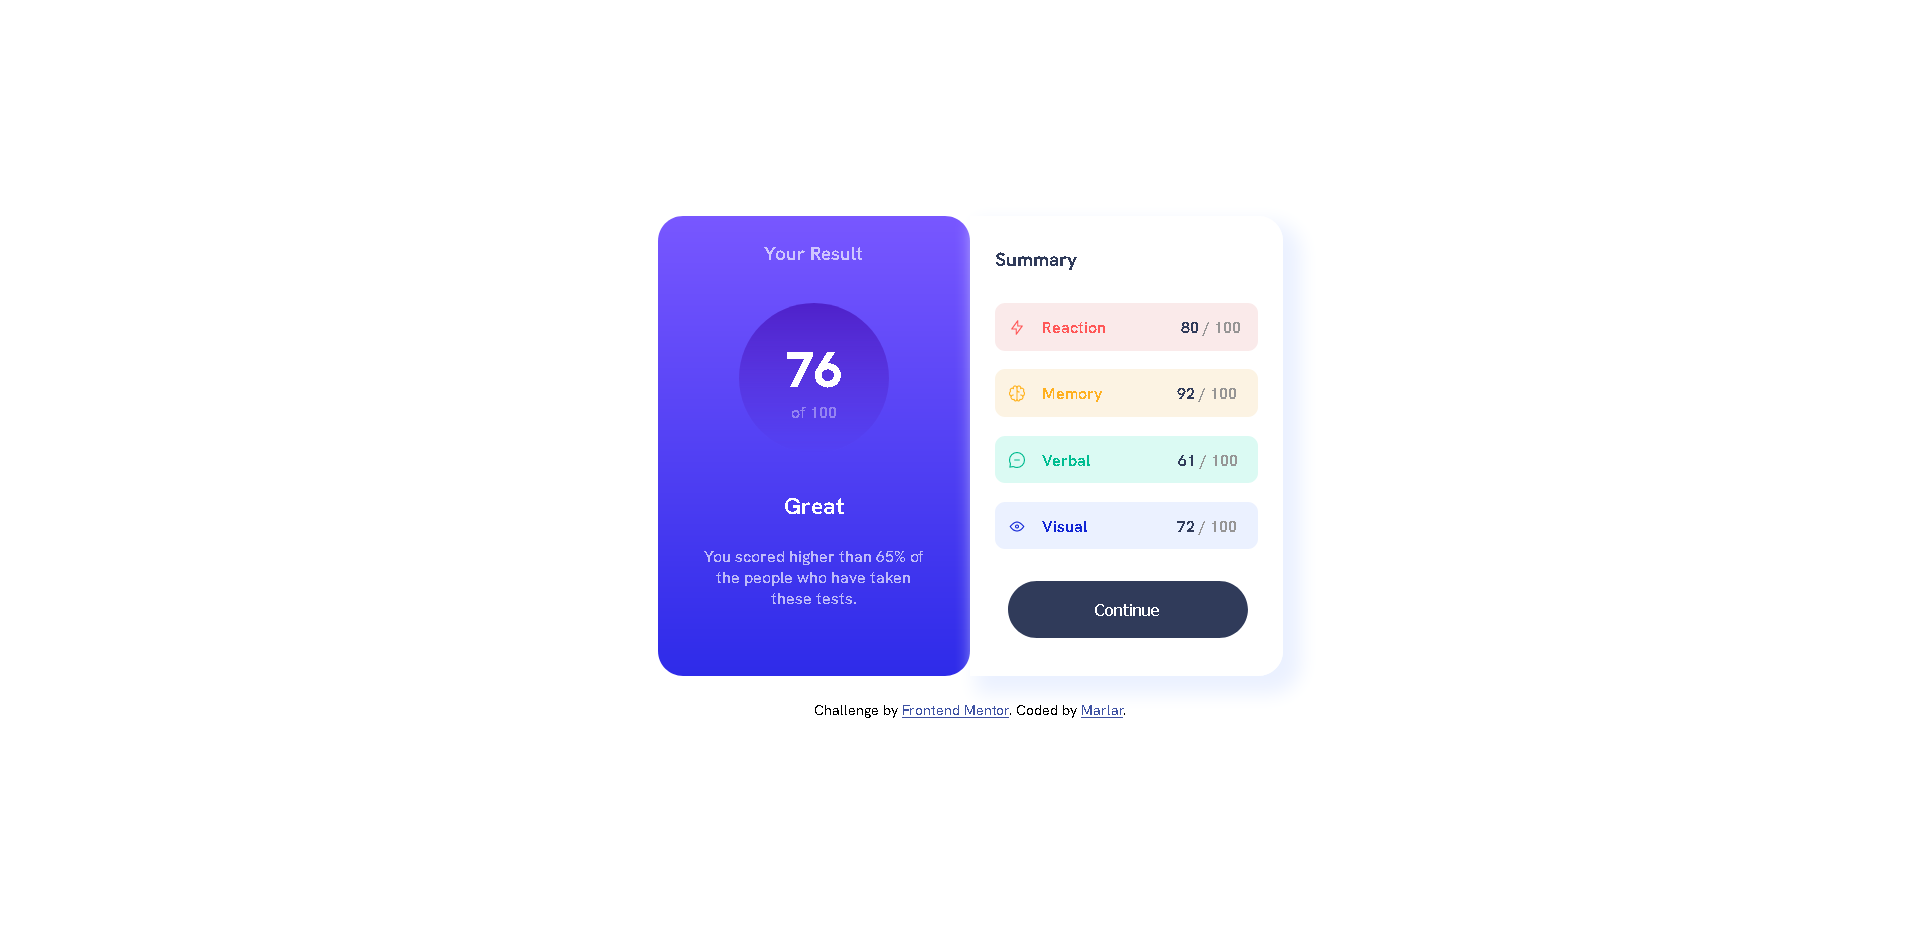 Your Result
76
of 100
Great
You scored higher than 65% of
the people who have taken
these tests.
Summary
Reaction 80 / 100
Memory 92 / 100
Verbal 61 / 100
Visual 72 / 100
Continue
Challenge by Frontend Mentor. Coded by Marlar.